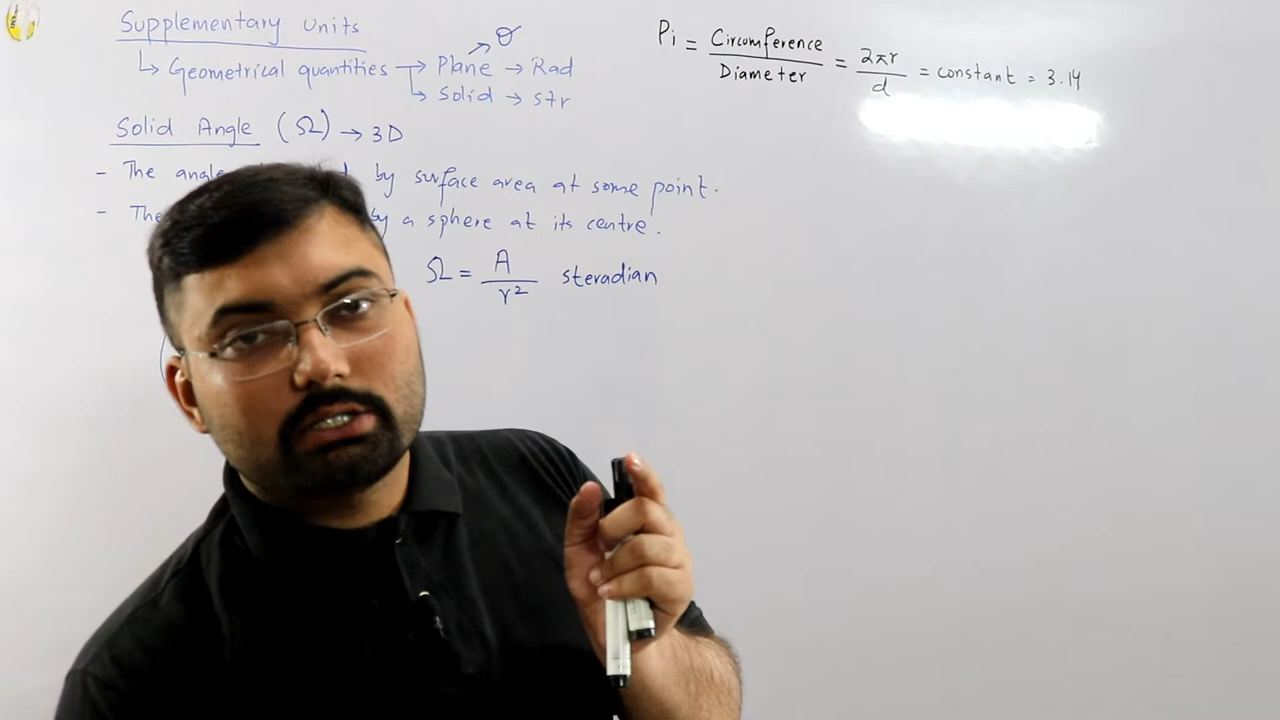 Supplementary Units
↳ Geometrical quantities → Plane → Rad
θ
↳ Solid → str
Solid Angle (Ω) → 3D
- The by surface area at some point.
- The by a sphere at its centre.
Ω = A / r² steradian
Pi = Circumference / Diameter = 2πr / d = constant = 3.14